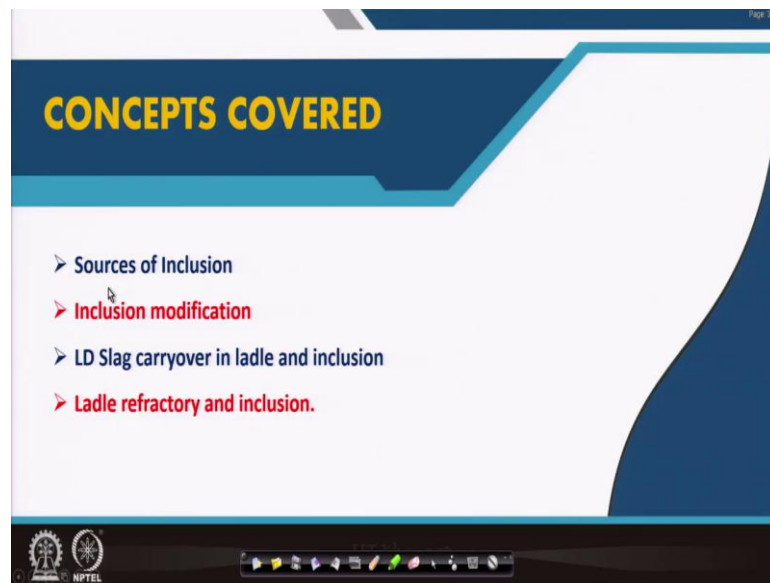 Page
CONCEPTS COVERED
➤ Sources of Inclusion
➤ Inclusion modification
➤ LD Slag carryover in ladle and inclusion
➤ Ladle refractory and inclusion.
NPTEL